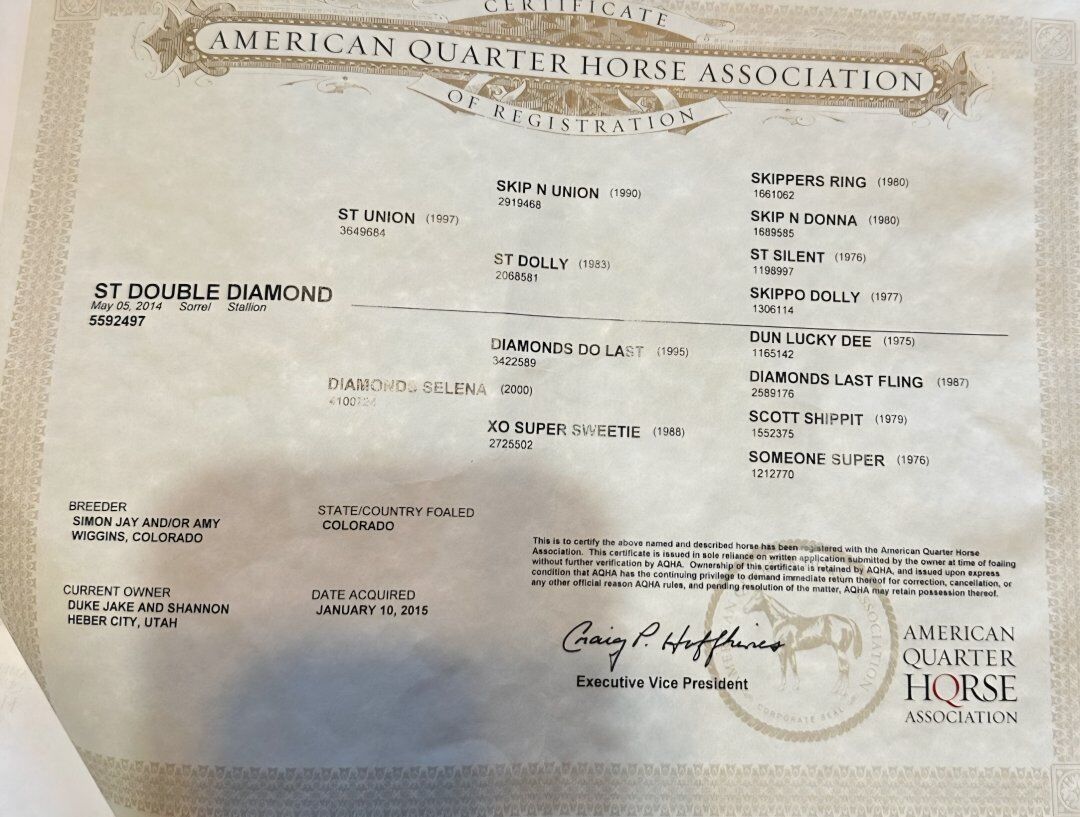 CERTIFICATE
AMERICAN QUARTER HORSE ASSOCIATION
OF REGISTRATION
SKIPPERS RING (1980)
1661062
SKIP N UNION (1990)
2919468
SKIP N DONNA (1980)
1689585
ST UNION (1997)
3649684
ST SILENT (1976)
1198997
ST DOLLY (1983)
2068581
SKIPPO DOLLY (1977)
1306114
ST DOUBLE DIAMOND
May 05, 2014 Sorrel Stallion
5592497
DUN LUCKY DEE (1975)
1165142
DIAMONDS DO LAST (1995)
3422589
DIAMONDS LAST FLING (1987)
2589176
DIAMONDS SELENA (2000)
SCOTT SHIPPIT (1979)
1552375
XO SUPER SWEETIE (1988)
2725502
SOMEONE SUPER (1976)
1212770
BREEDER
SIMON JAY AND/OR AMY
WIGGINS, COLORADO
STATE/COUNTRY FOALED
COLORADO
CURRENT OWNER
DUKE JAKE AND SHANNON
HEBER CITY, UTAH
DATE ACQUIRED
JANUARY 10, 2015
This is to certify the above named and described horse has been registered with the American Quarter Horse
Association. This certificate is issued in sole reliance on written application submitted by the owner at time of foaling
without further verification by AQHA. Ownership of this certificate is retained by AQHA, and issued upon express
condition that AQHA has the continuing privilege to demand immediate return thereof for correction, cancellation, or
any other official reason AQHA rules, and pending resolution of the matter, AQHA may retain possession thereof.
Craig P. Huffhines
Executive Vice President
ASSOCIATION
CORPORATE SEAL
AMERICAN
QUARTER
HORSE
ASSOCIATION